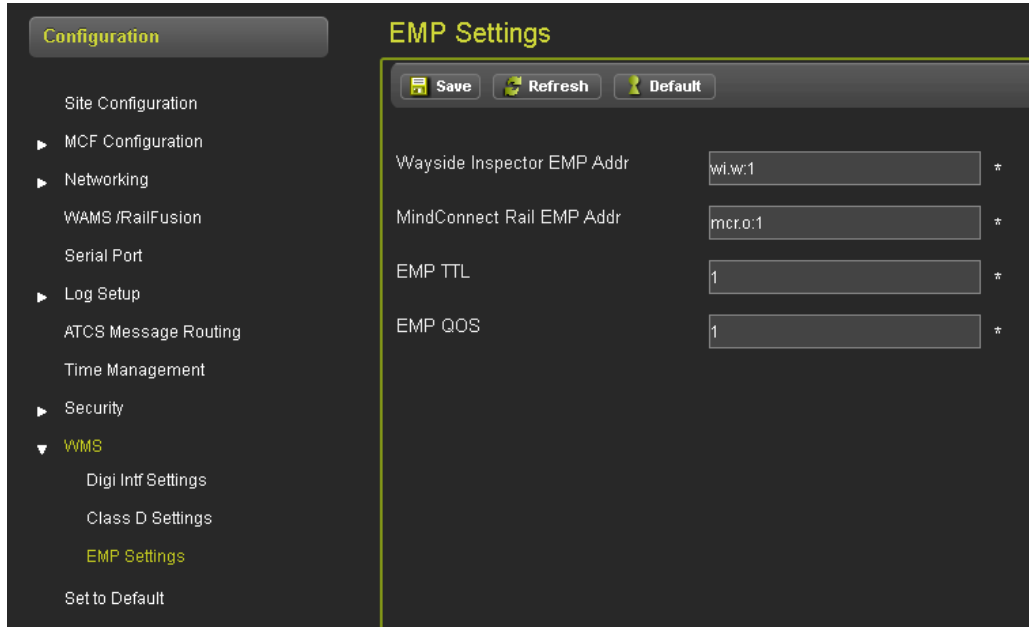 Configuration
Site Configuration
MCF Configuration
Networking
WAMS /RailFusion
Serial Port
Log Setup
ATCS Message Routing
Time Management
Security
WMS
Digi Intf Settings
Class D Settings
EMP Settings
Set to Default
EMP Settings
Save Refresh Default
Wayside Inspector EMP Addr wi.w:1 *
MindConnect Rail EMP Addr mcr.o:1 *
EMP TTL 1 *
EMP QOS 1 *